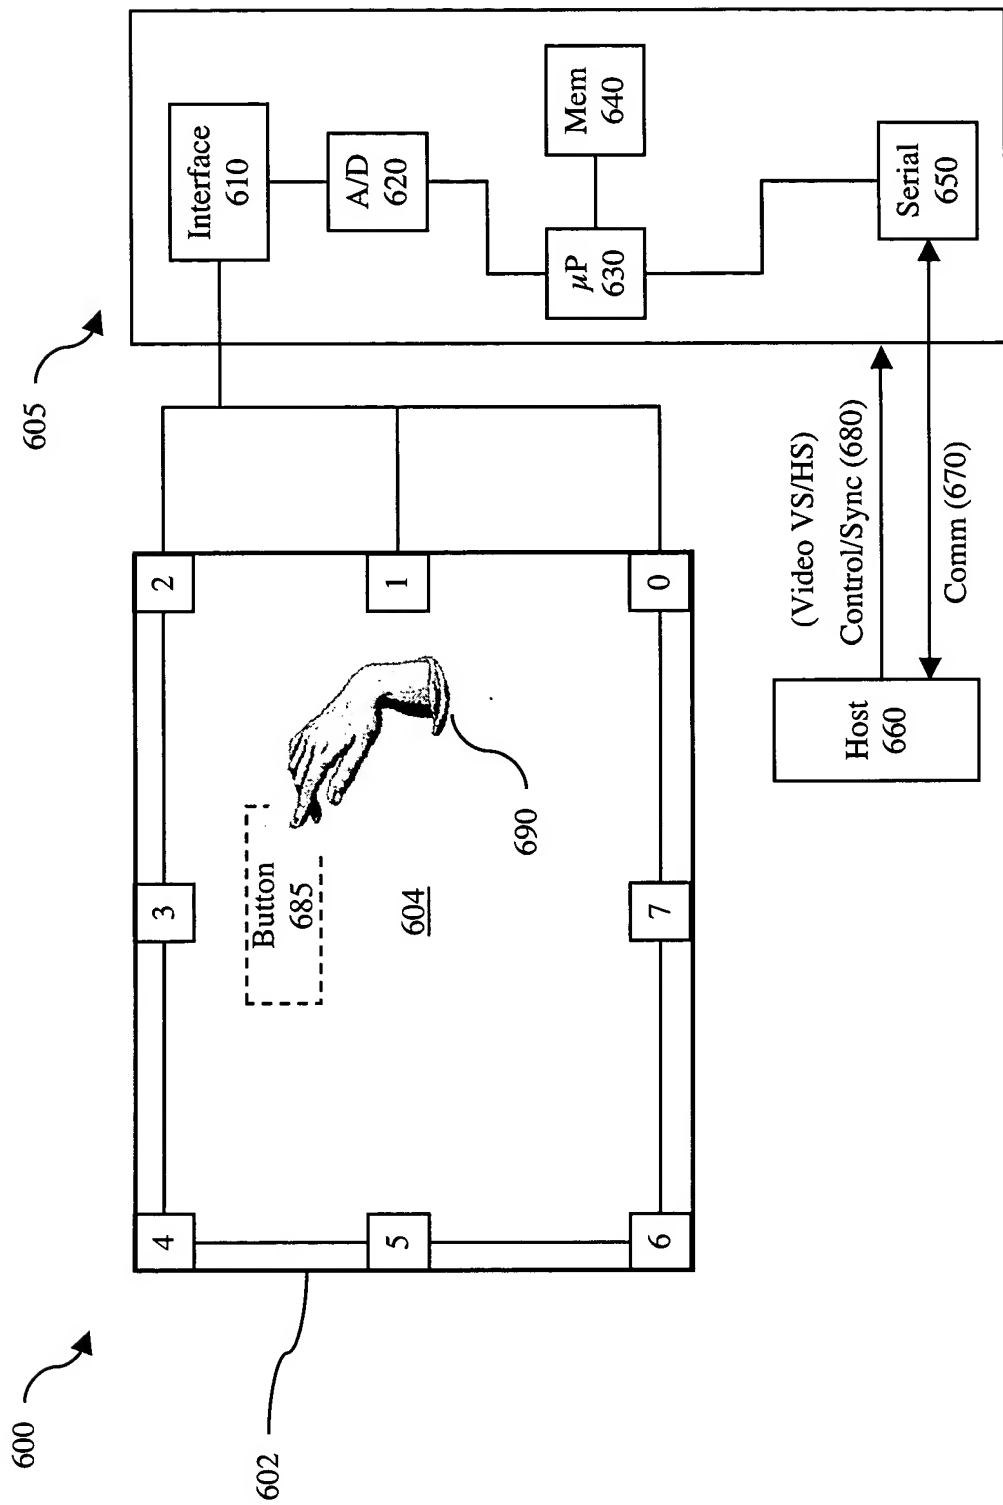 600
605
4
3
2
Interface
610
602
Button
685
A/D
620
5
604
1
690
µP
630
Mem
640
6
7
0
(Video VS/HS)
Control/Sync (680)
Host
660
Serial
650
Comm (670)